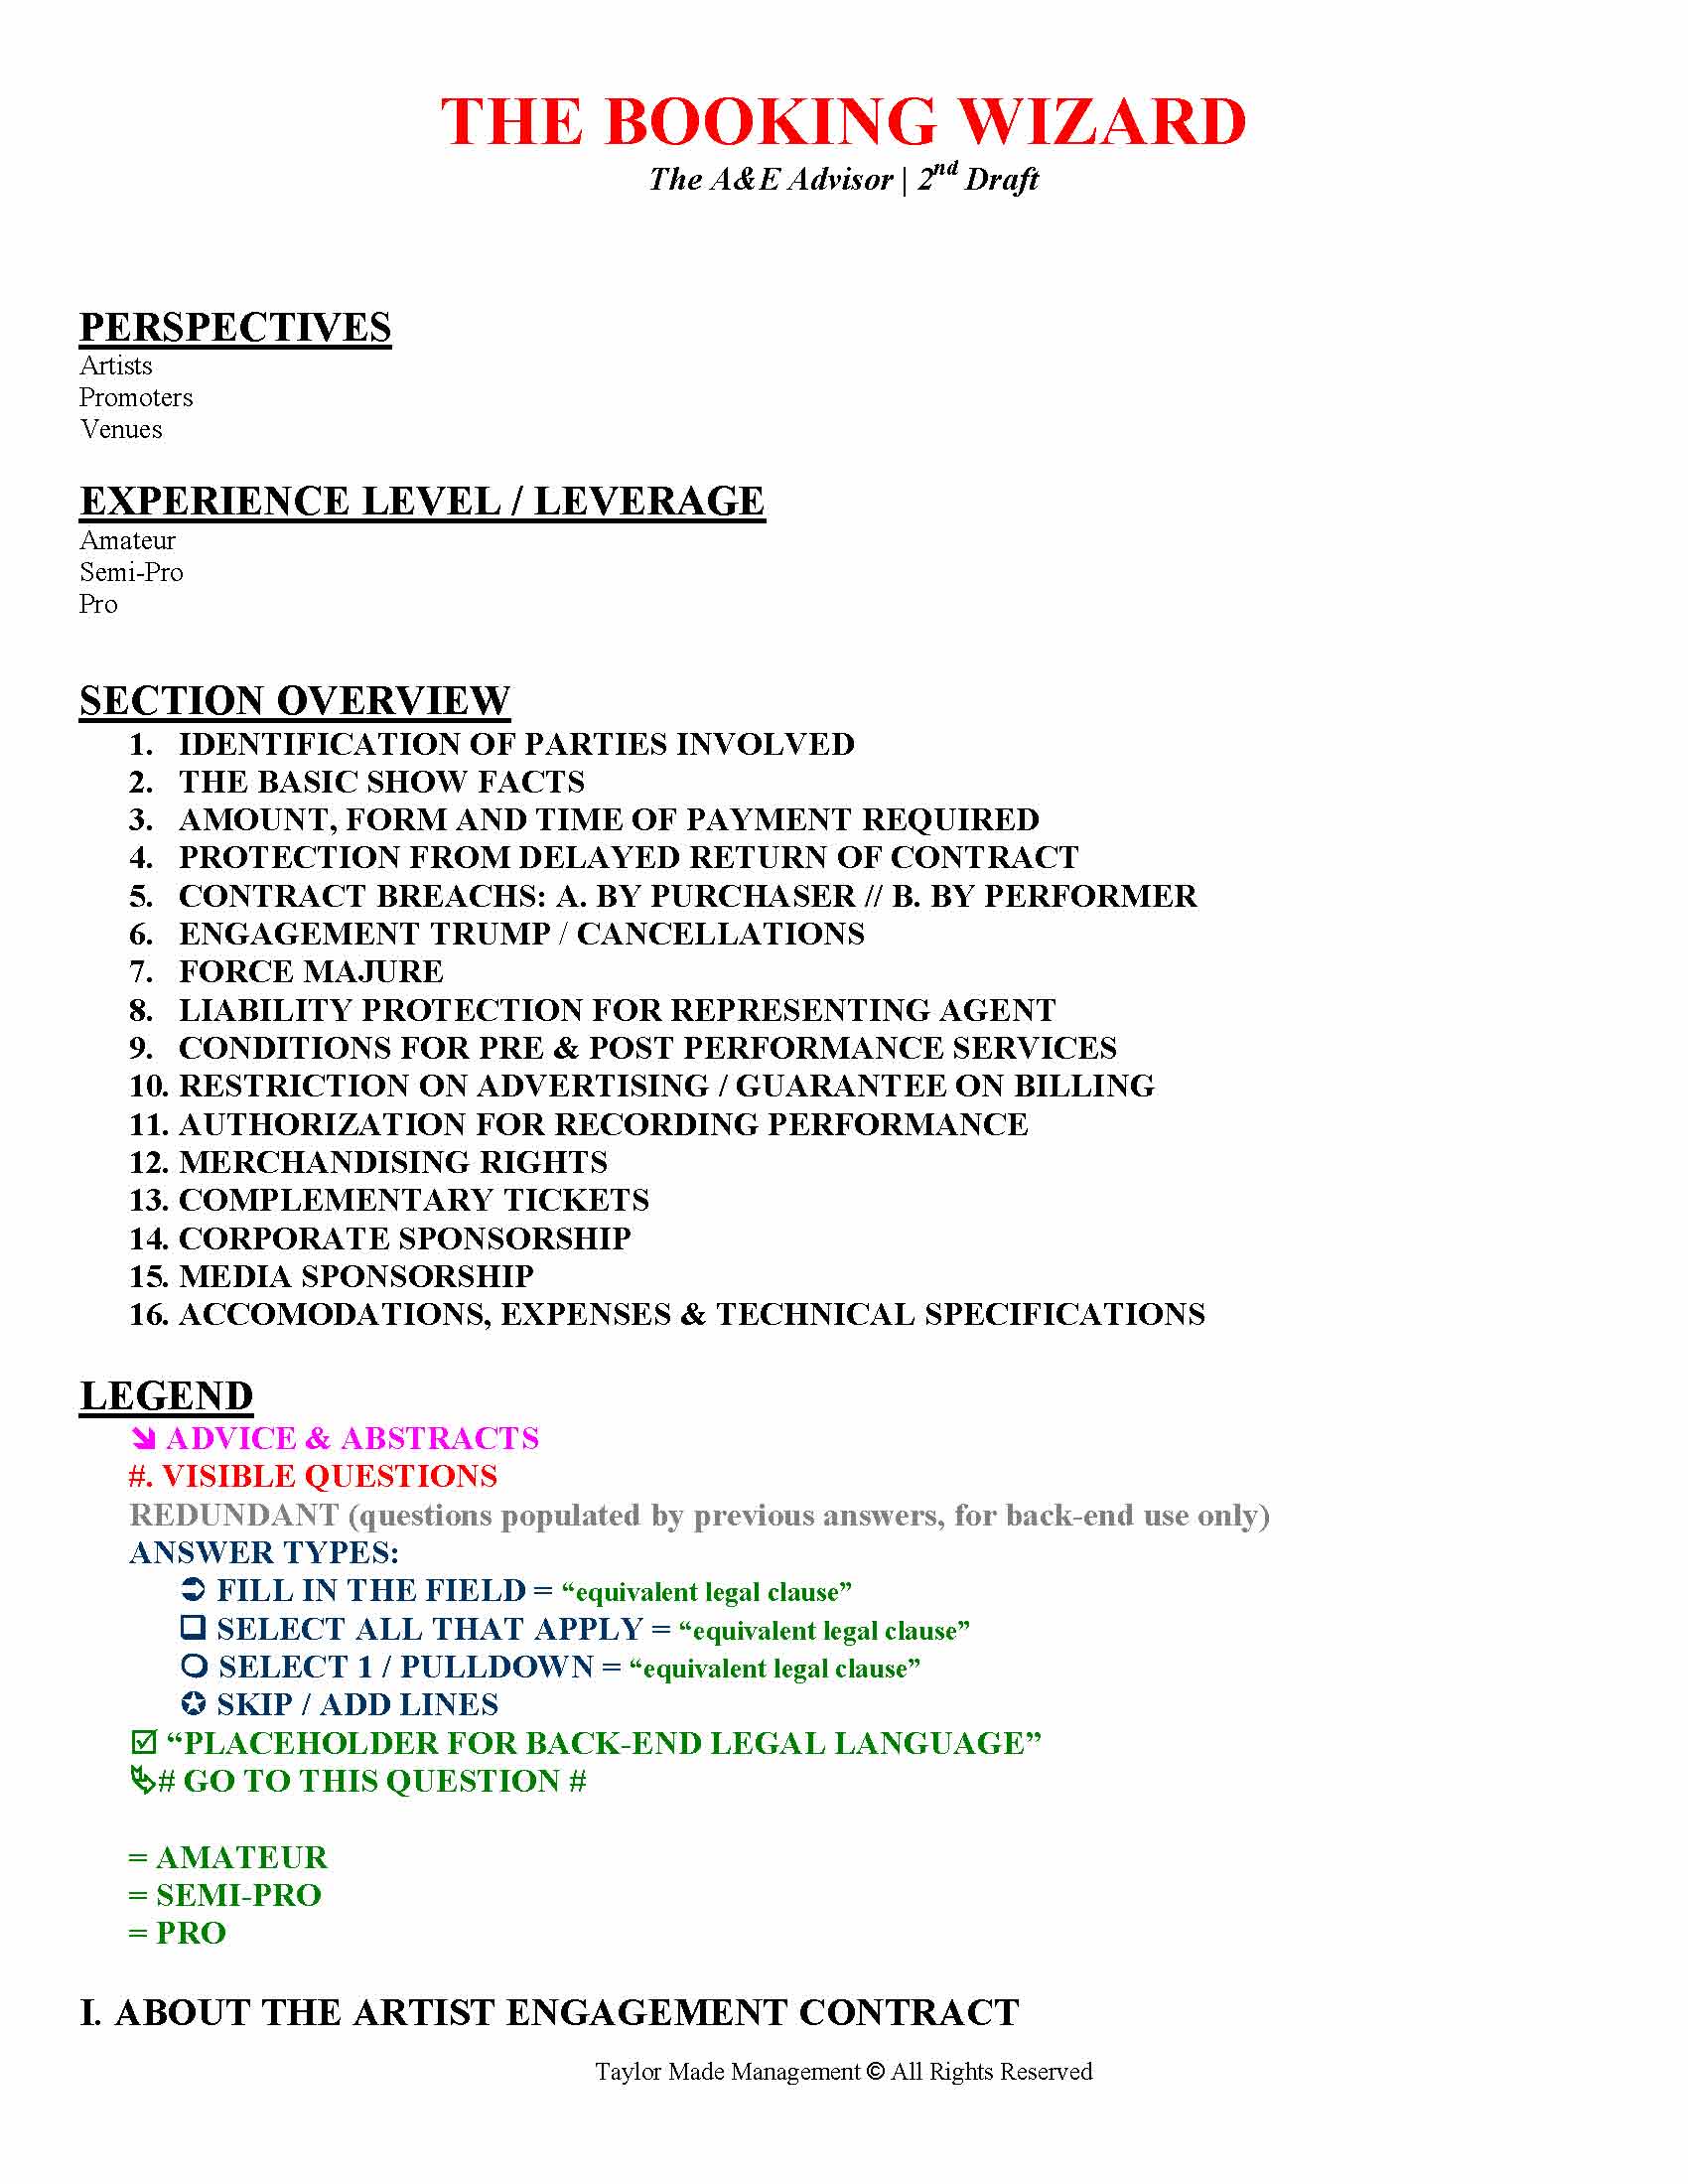 THE BOOKING WIZARD
The A&E Advisor | 2nd Draft
PERSPECTIVES
Artists
Promoters
Venues
EXPERIENCE LEVEL / LEVERAGE
Amateur
Semi-Pro
Pro
SECTION OVERVIEW
1. IDENTIFICATION OF PARTIES INVOLVED
2. THE BASIC SHOW FACTS
3. AMOUNT, FORM AND TIME OF PAYMENT REQUIRED
4. PROTECTION FROM DELAYED RETURN OF CONTRACT
5. CONTRACT BREACHS: A. BY PURCHASER // B. BY PERFORMER
6. ENGAGEMENT TRUMP / CANCELLATIONS
7. FORCE MAJURE
8. LIABILITY PROTECTION FOR REPRESENTING AGENT
9. CONDITIONS FOR PRE & POST PERFORMANCE SERVICES
10. RESTRICTION ON ADVERTISING / GUARANTEE ON BILLING
11. AUTHORIZATION FOR RECORDING PERFORMANCE
12. MERCHANDISING RIGHTS
13. COMPLEMENTARY TICKETS
14. CORPORATE SPONSORSHIP
15. MEDIA SPONSORSHIP
16. ACCOMODATIONS, EXPENSES & TECHNICAL SPECIFICATIONS
LEGEND
ADVICE & ABSTRACTS
#. VISIBLE QUESTIONS
REDUNDANT (questions populated by previous answers, for back-end use only)
ANSWER TYPES:
FILL IN THE FIELD = “equivalent legal clause”
SELECT ALL THAT APPLY = “equivalent legal clause”
SELECT 1 / PULLDOWN = “equivalent legal clause”
SKIP / ADD LINES
“PLACEHOLDER FOR BACK-END LEGAL LANGUAGE”
# GO TO THIS QUESTION #
= AMATEUR
= SEMI-PRO
= PRO
I. ABOUT THE ARTIST ENGAGEMENT CONTRACT
Taylor Made Management © All Rights Reserved